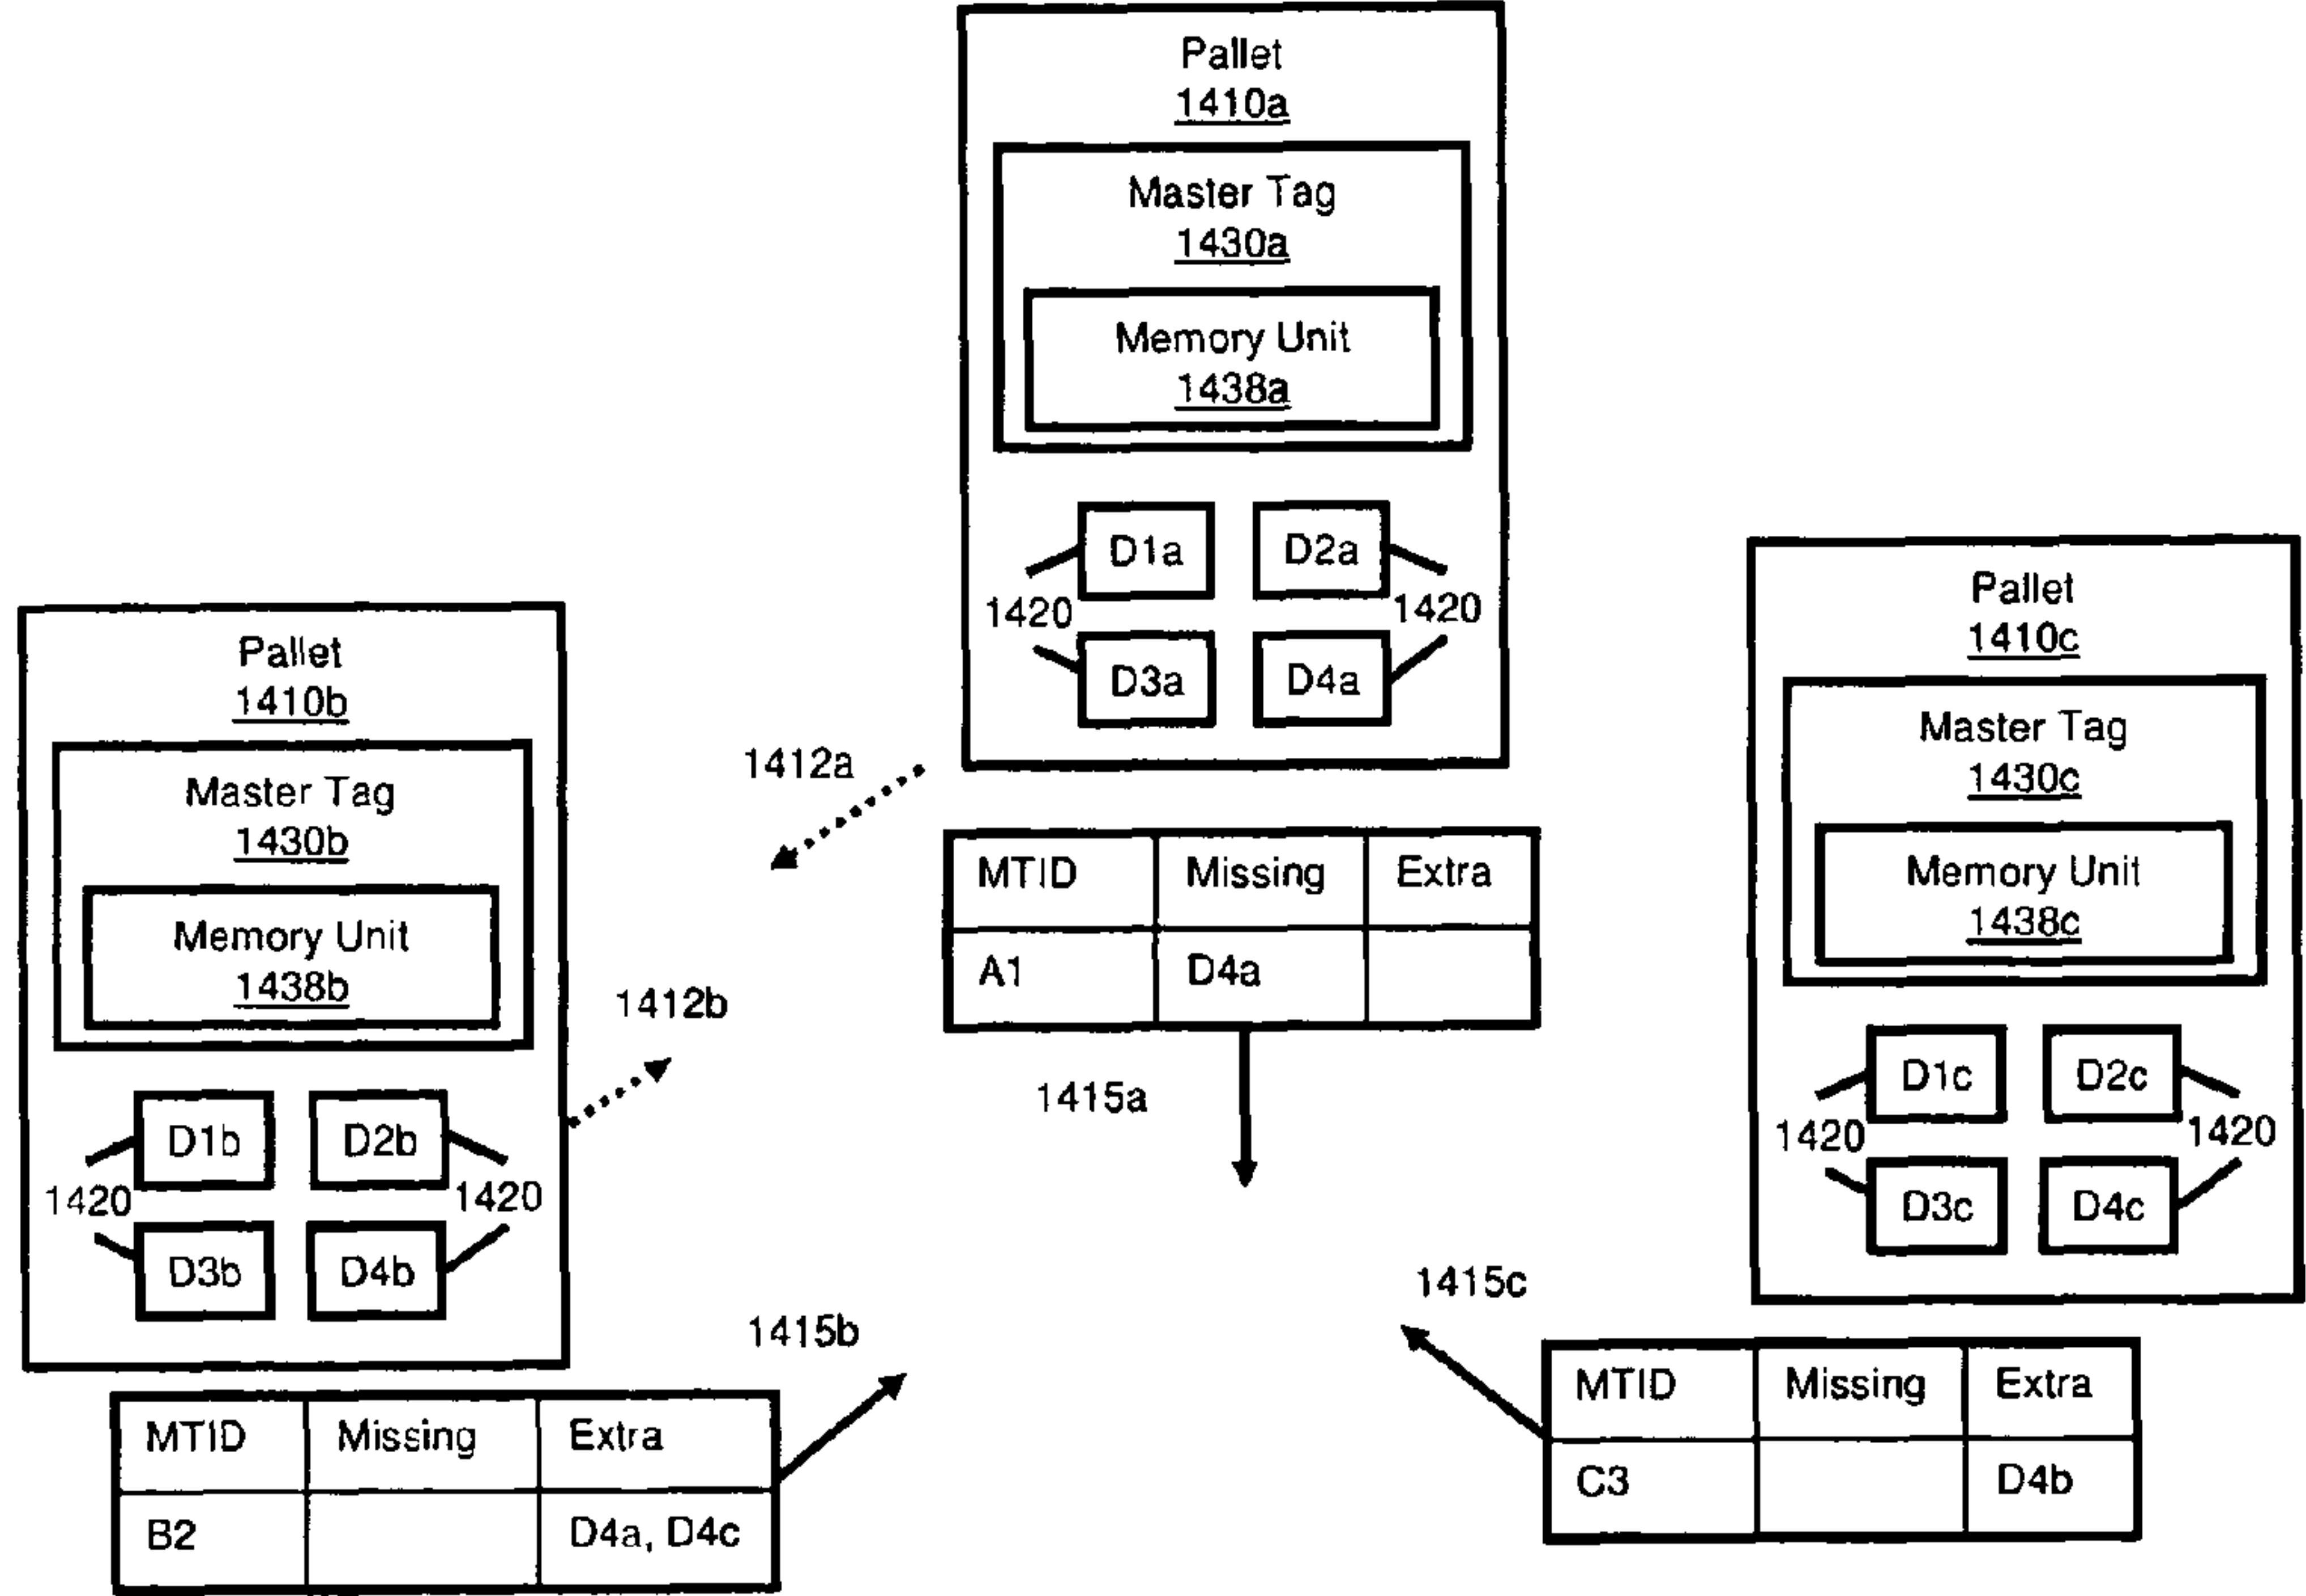 Pallet
1410a
Master Tag
1430a
Memory Unit
1438a
D1a D2a
1420 1420
D3a D4a
Pallet
1410b
Master Tag
1430b
Memory Unit
1438b
D1b D2b
1420 1420
D3b D4b
1412a
1412b
MTID Missing Extra
A1 D4a
1415a
Pallet
1410c
Master Tag
1430c
Memory Unit
1438c
D1c D2c
1420 1420
D3c D4c
1415b
MTID Missing Extra
B2 D4a, D4c
1415c
MTID Missing Extra
C3 D4b